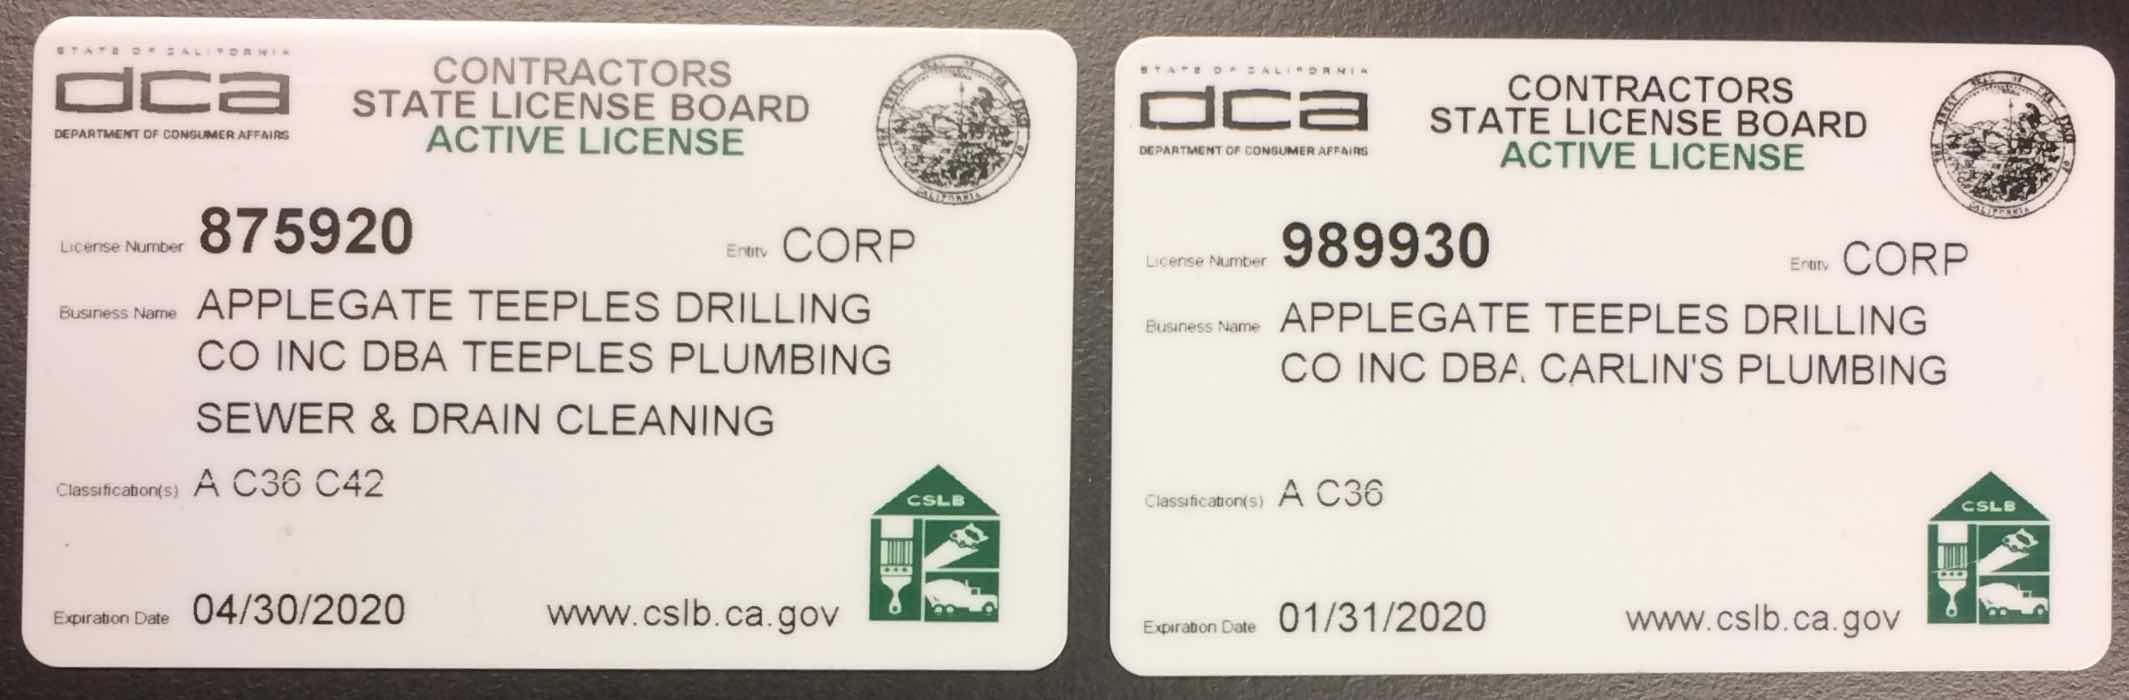 STATE OF CALIFORNIA
dca
DEPARTMENT OF CONSUMER AFFAIRS
CONTRACTORS
STATE LICENSE BOARD
ACTIVE LICENSE
License Number 875920
Entity CORP
Business Name APPLEGATE TEEPLES DRILLING
CO INC DBA TEEPLES PLUMBING
SEWER & DRAIN CLEANING
Classification(s) A C36 C42
CSLB
Expiration Date 04/30/2020
www.cslb.ca.gov
STATE OF CALIFORNIA
dca
DEPARTMENT OF CONSUMER AFFAIRS
CONTRACTORS
STATE LICENSE BOARD
ACTIVE LICENSE
License Number 989930
Entity CORP
Business Name APPLEGATE TEEPLES DRILLING
CO INC DBA CARLIN'S PLUMBING
Classification(s) A C36
CSLB
Expiration Date 01/31/2020
www.cslb.ca.gov